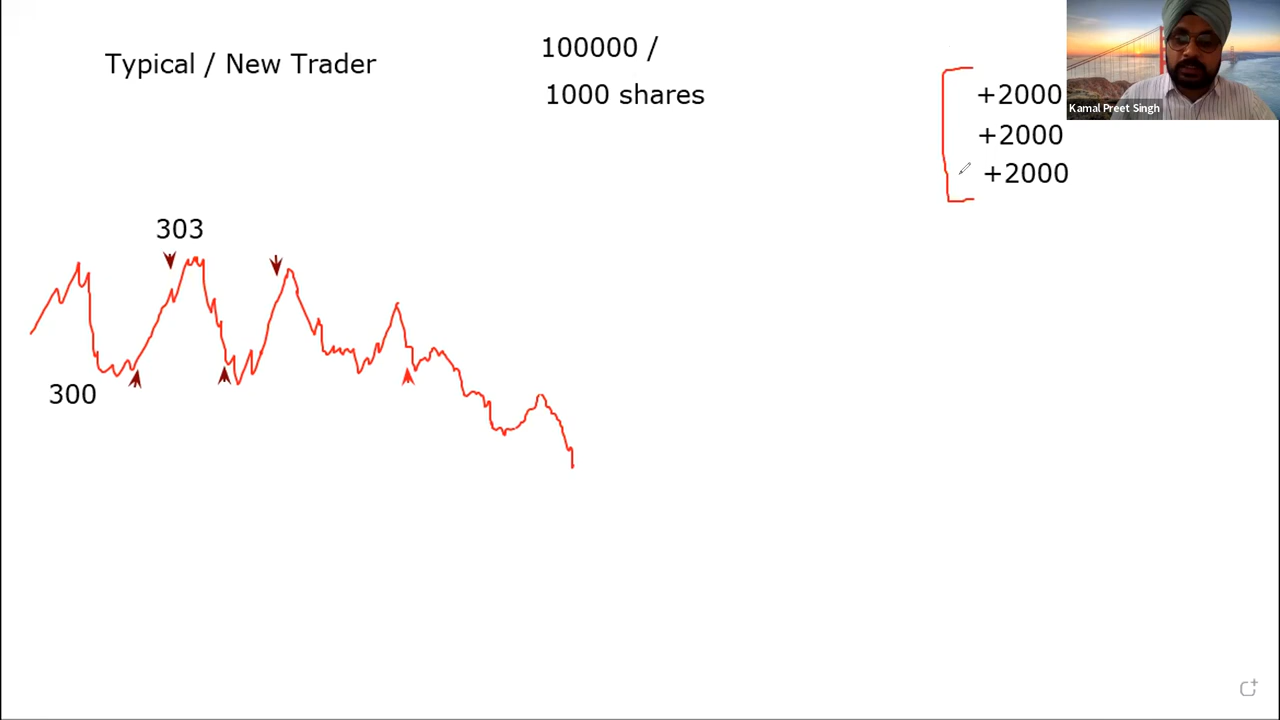 Typical / New Trader
100000 /
1000 shares
+2000
+2000
+2000
Kamal Preet Singh
303
300